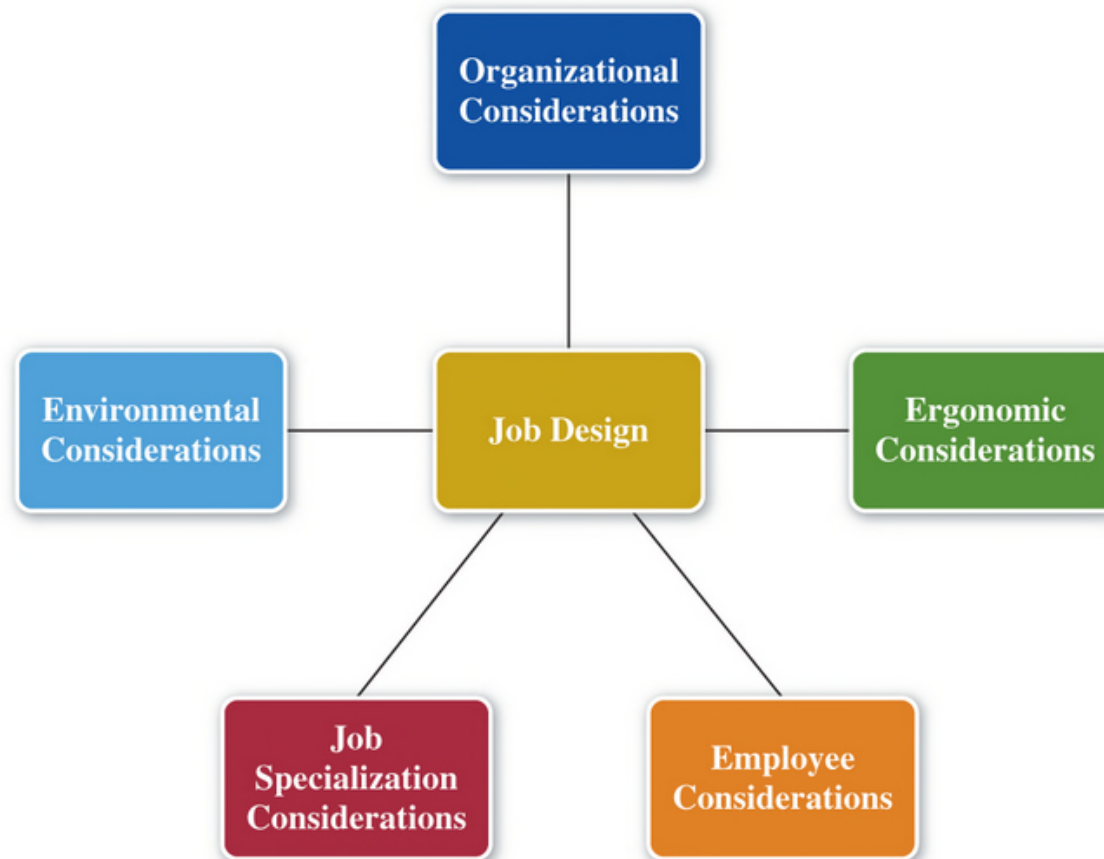 Organizational
Considerations
Environmental
Considerations
Job Design
Ergonomic
Considerations
Job
Specialization
Considerations
Employee
Considerations